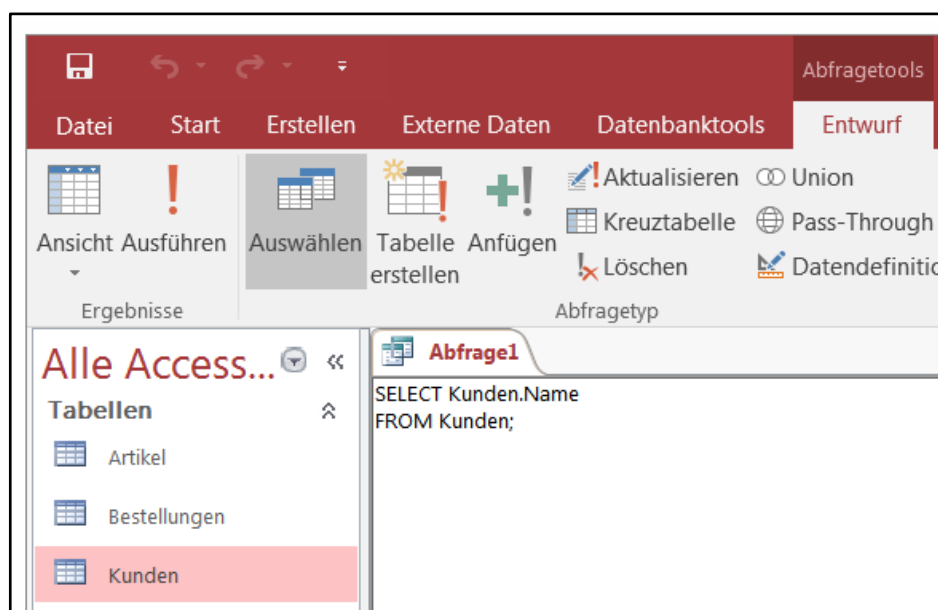 Abfragetools
Datei Start Erstellen Externe Daten Datenbanktools Entwurf
Ansicht Ausführen Auswählen Tabelle erstellen Anfügen
Aktualisieren Union
Kreuztabelle Pass-Through
Löschen Datendefinitio
Ergebnisse Abfragetyp
Alle Access...
Tabellen
Artikel
Bestellungen
Kunden
Abfrage1
SELECT Kunden.Name
FROM Kunden;